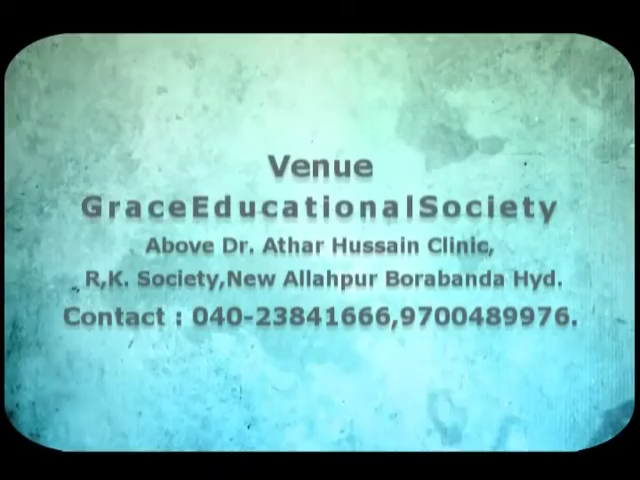 Venue
GraceEducationalSociety
Above Dr. Athar Hussain Clinic,
R,K. Society,New Allahpur Borabanda Hyd.
Contact : 040-23841666,9700489976.